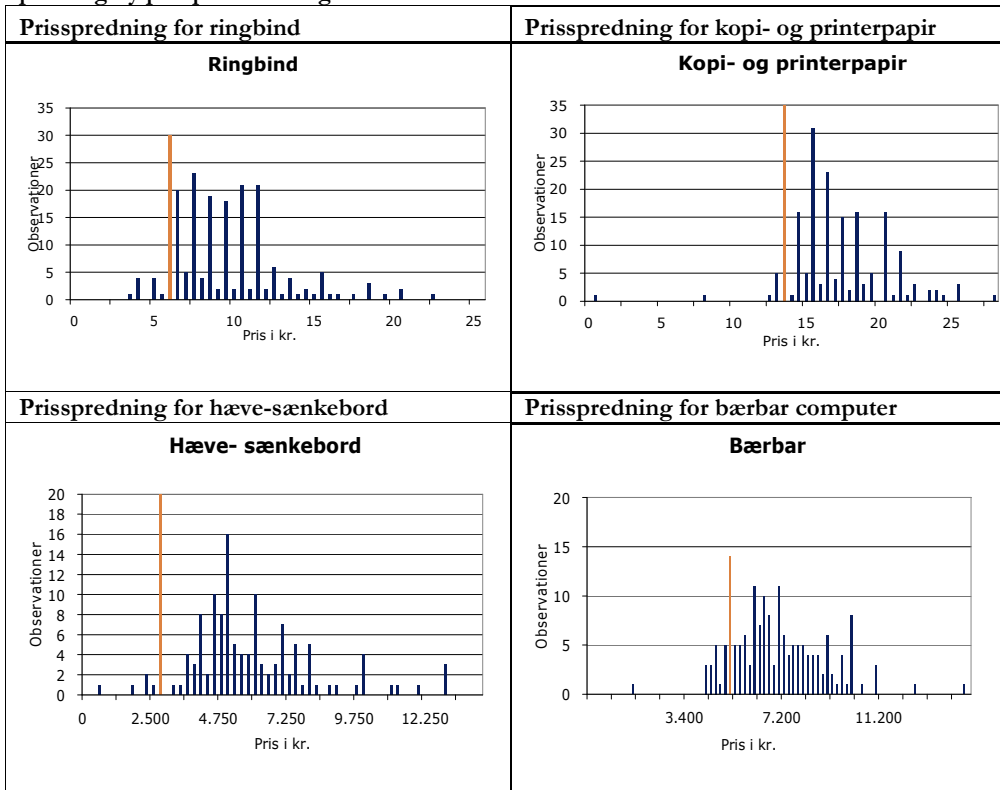 Prisspredning for ringbind
Prisspredning for kopi- og printerpapir
Ringbind
35
30
25
20
15
10
5
0
Observationer
0 5 10 15 20 25
Pris i kr.
Kopi- og printerpapir
35
30
25
20
15
10
5
0
Observationer
0 5 10 15 20 25
Pris i kr.
Prisspredning for hæve-sænkebord
Prisspredning for bærbar computer
Hæve- sænkebord
20
18
16
14
12
10
8
6
4
2
0
Observationer
0 2.500 4.750 7.250 9.750 12.250
Pris i kr.
Bærbar
20
15
10
5
0
Observationer
3.400 7.200 11.200
Pris i kr.